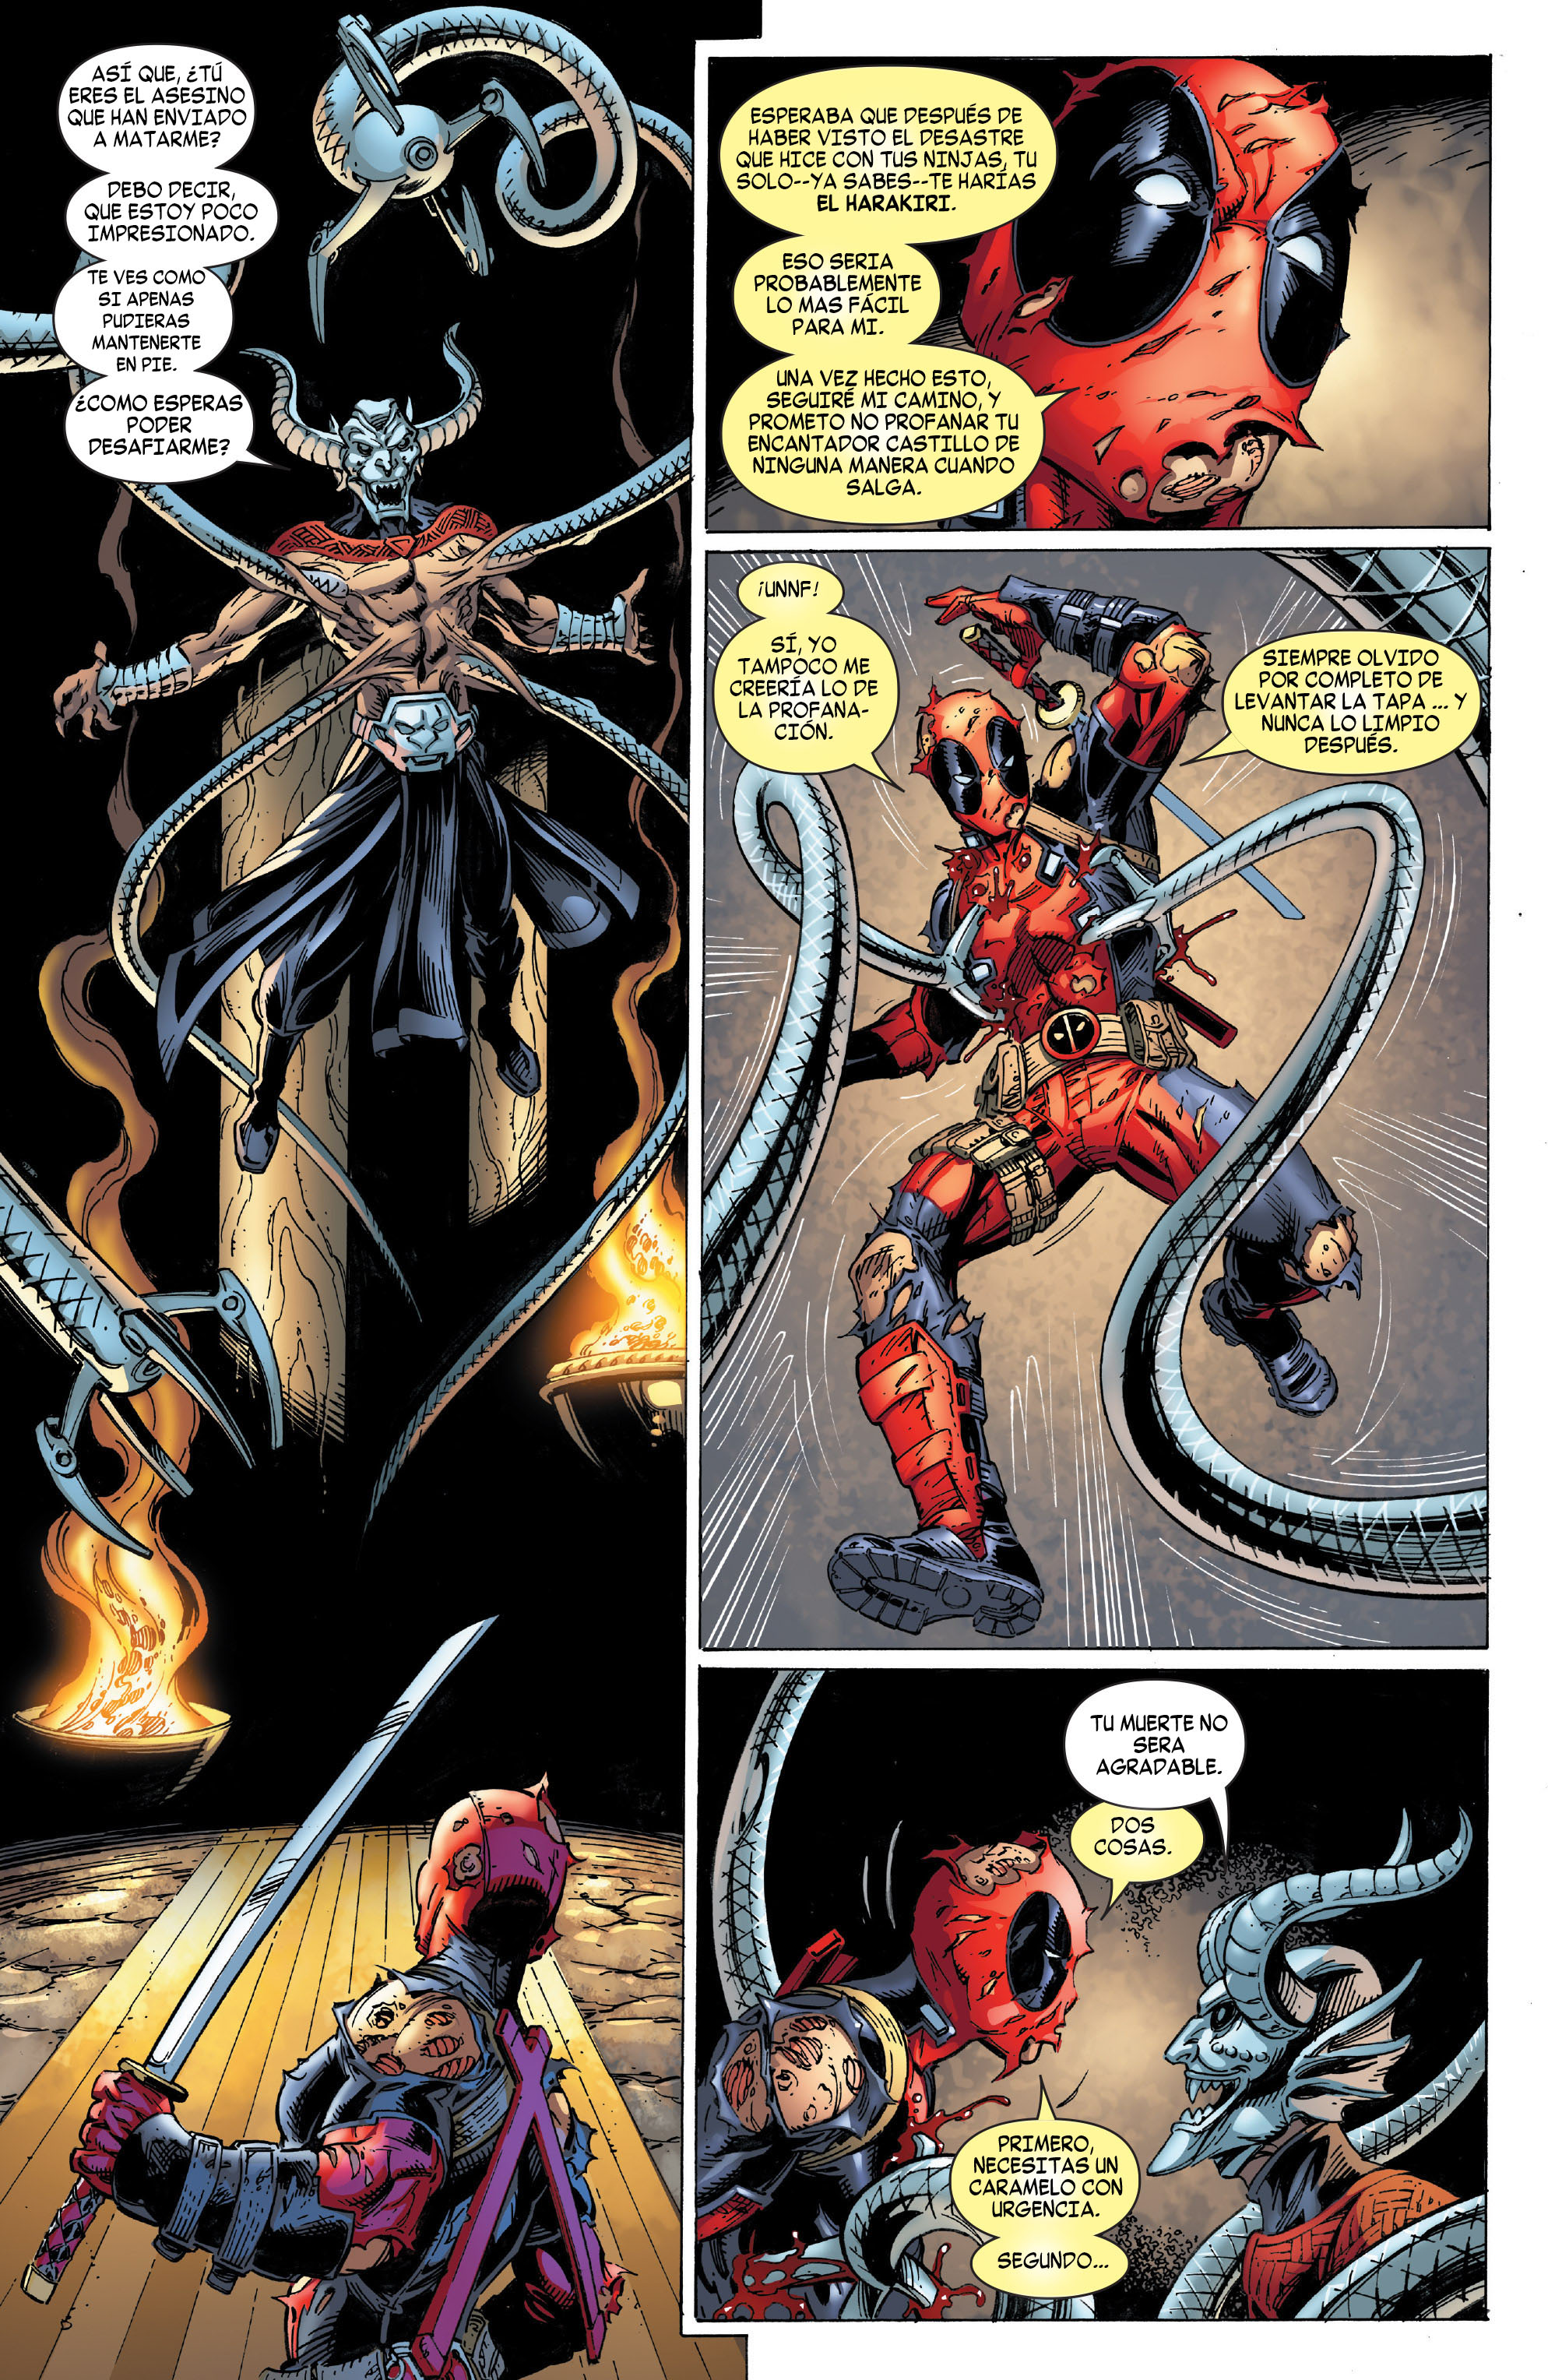 ASÍ QUE, ¿TÚ
ERES EL ASESINO
QUE HAN ENVIADO
A MATARME?
DEBO DECIR,
QUE ESTOY POCO
IMPRESIONADO.
TE VES COMO
SI APENAS
PUDIERAS
MANTENERTE
EN PIE.
¿COMO ESPERAS
PODER
DESAFIARME?
ESPERABA QUE DESPUÉS DE
HABER VISTO EL DESASTRE
QUE HICE CON TUS NINJAS, TU
SOLO--YA SABES--TE HARÍAS
EL HARAKIRI.
ESO SERIA
PROBABLEMENTE
LO MAS FÁCIL
PARA MI.
UNA VEZ HECHO ESTO,
SEGUIRÉ MI CAMINO, Y
PROMETO NO PROFANAR TU
ENCANTADOR CASTILLO DE
NINGUNA MANERA CUANDO
SALGA.
¡UNNF!
SÍ, YO
TAMPOCO ME
CREERÍA LO DE
LA PROFANA-
CIÓN.
SIEMPRE OLVIDO
POR COMPLETO DE
LEVANTAR LA TAPA ... Y
NUNCA LO LIMPIO
DESPUÉS.
TU MUERTE NO
SERA
AGRADABLE.
DOS
COSAS.
PRIMERO,
NECESITAS UN
CARAMELO CON
URGENCIA.
SEGUNDO...